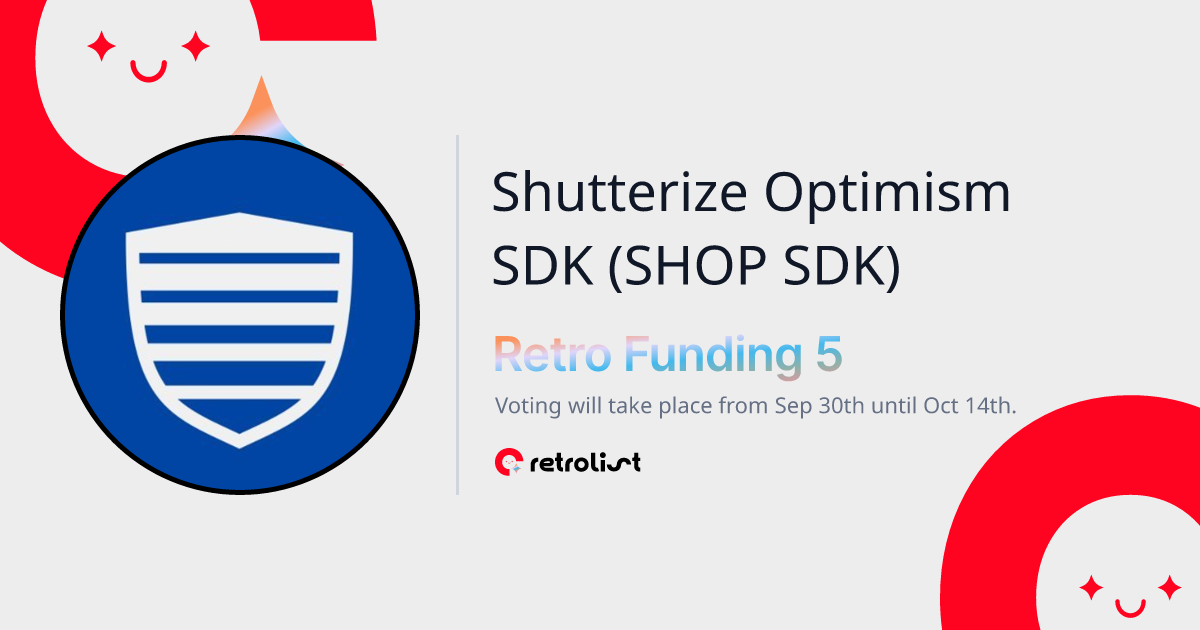 Shutterize Optimism
SDK (SHOP SDK)
Retro Funding 5
Voting will take place from Sep 30th until Oct 14th.
retrolist